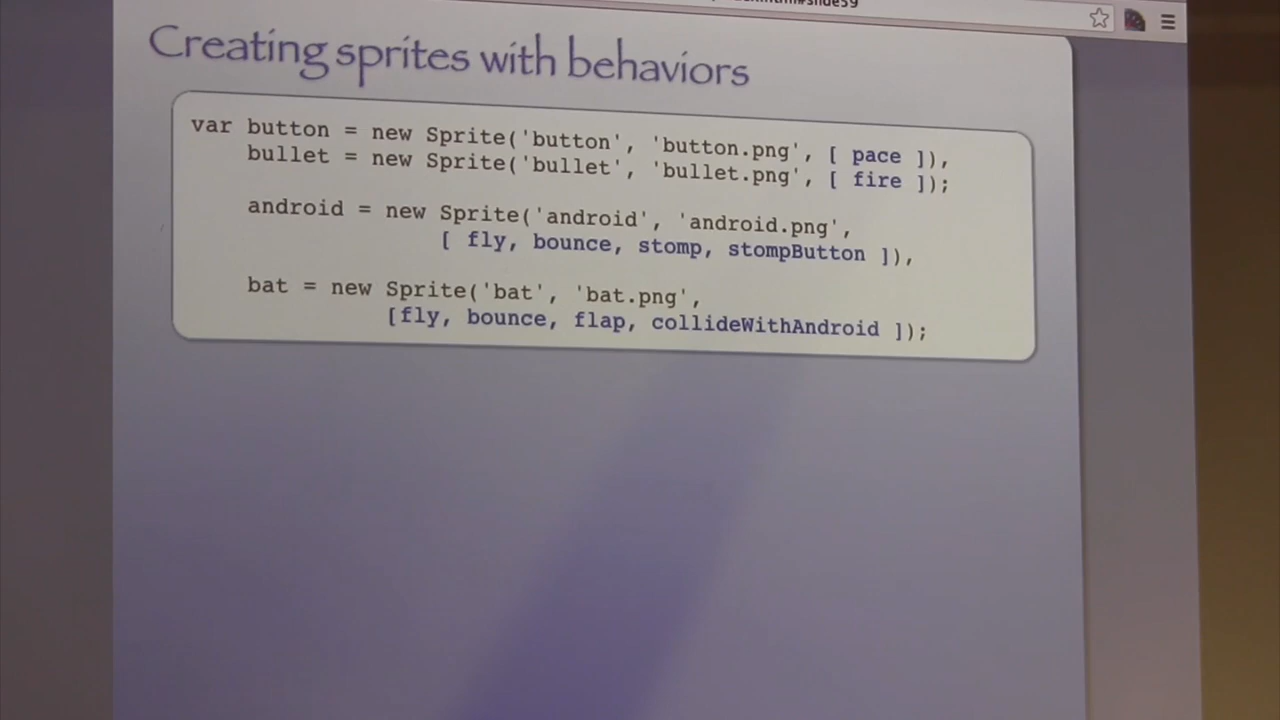 Creating sprites with behaviors
var button = new Sprite('button', 'button.png', [ pace ]),
bullet = new Sprite('bullet', 'bullet.png', [ fire ]);
android = new Sprite('android', 'android.png',
[ fly, bounce, stomp, stompButton ]),
bat = new Sprite('bat', 'bat.png',
[fly, bounce, flap, collideWithAndroid ]);